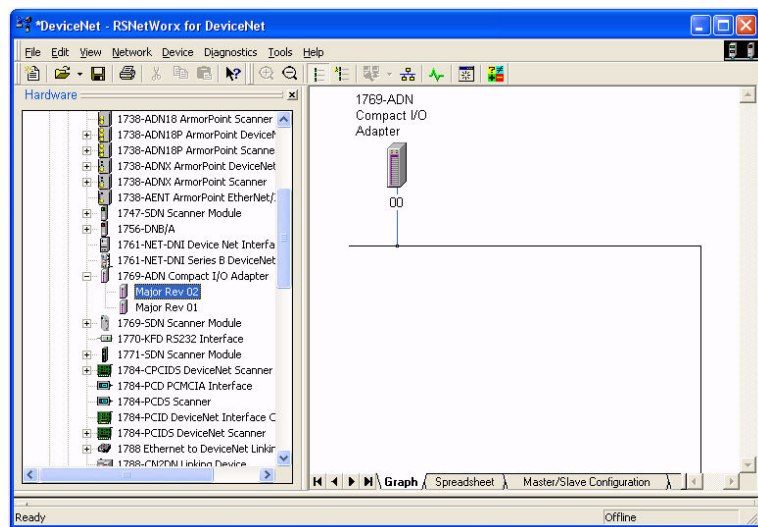 *DeviceNet - RSNetWorx for DeviceNet
File Edit View Network Device Diagnostics Tools Help
Hardware
1738-ADN18 ArmorPoint Scanner
1738-ADN18P ArmorPoint DeviceN
1738-ADN18P ArmorPoint Scanne
1738-ADNX ArmorPoint DeviceNet
1738-ADNX ArmorPoint Scanner
1738-AENT ArmorPoint EtherNet/
1747-SDN Scanner Module
1756-DNB/A
1761-NET-DNI Device Net Interfa
1761-NET-DNI Series B DeviceNet
1769-ADN Compact I/O Adapter
Major Rev 02
Major Rev 01
1769-SDN Scanner Module
1770-KFD RS232 Interface
1771-SDN Scanner Module
1784-CPCIDS DeviceNet Scanner
1784-PCD PCMCIA Interface
1784-PCDS Scanner
1784-PCID DeviceNet Interface C
1784-PCIDS DeviceNet Scanner
1788 Ethernet to DeviceNet Linkin
1788-CN2DN Linking Device
1769-ADN
Compact I/O
Adapter
00
Graph Spreadsheet Master/Slave Configuration
Ready Offline